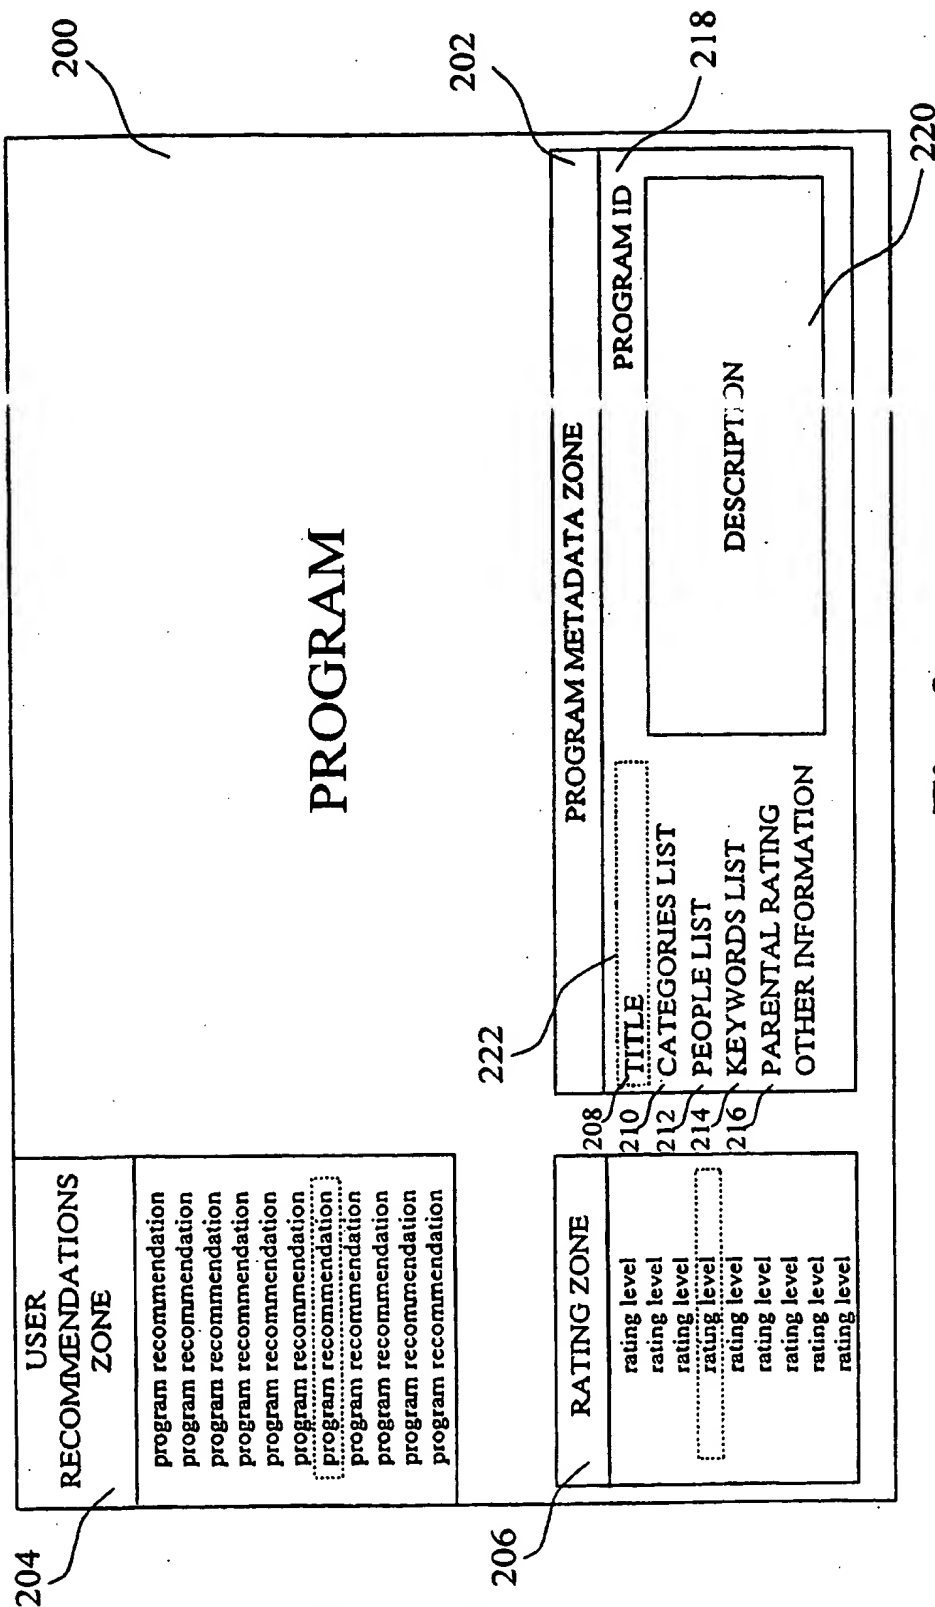 200
204
USER
RECOMMENDATIONS
ZONE
program recommendation
program recommendation
program recommendation
program recommendation
program recommendation
program recommendation
program recommendation
program recommendation
program recommendation
program recommendation
program recommendation
PROGRAM
222
202
206
RATING ZONE
rating level
rating level
rating level
rating level
rating level
rating level
rating level
rating level
rating level
PROGRAM METADATA ZONE
208 TITLE
210 CATEGORIES LIST
212 PEOPLE LIST
214 KEYWORDS LIST
216 PARENTAL RATING
OTHER INFORMATION
PROGRAM ID
218
DESCRIPTION
220